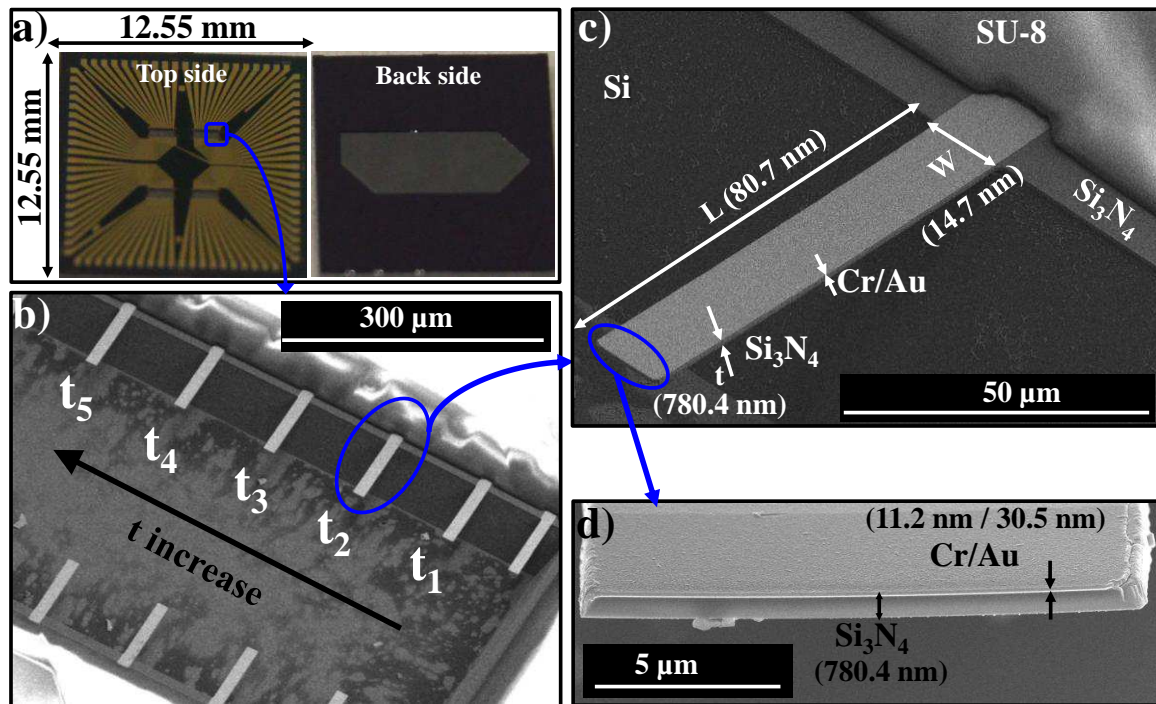 a)
12.55 mm
12.55 mm
Top side
Back side
b)
300 µm
t₅
t₄
t₃
t₂
t₁
t increase
c)
SU-8
Si
L (80.7 nm)
W
(14.7 nm)
Si₃N₄
Cr/Au
Si₃N₄
t
(780.4 nm)
50 µm
d)
(11.2 nm / 30.5 nm)
Cr/Au
Si₃N₄
(780.4 nm)
5 µm